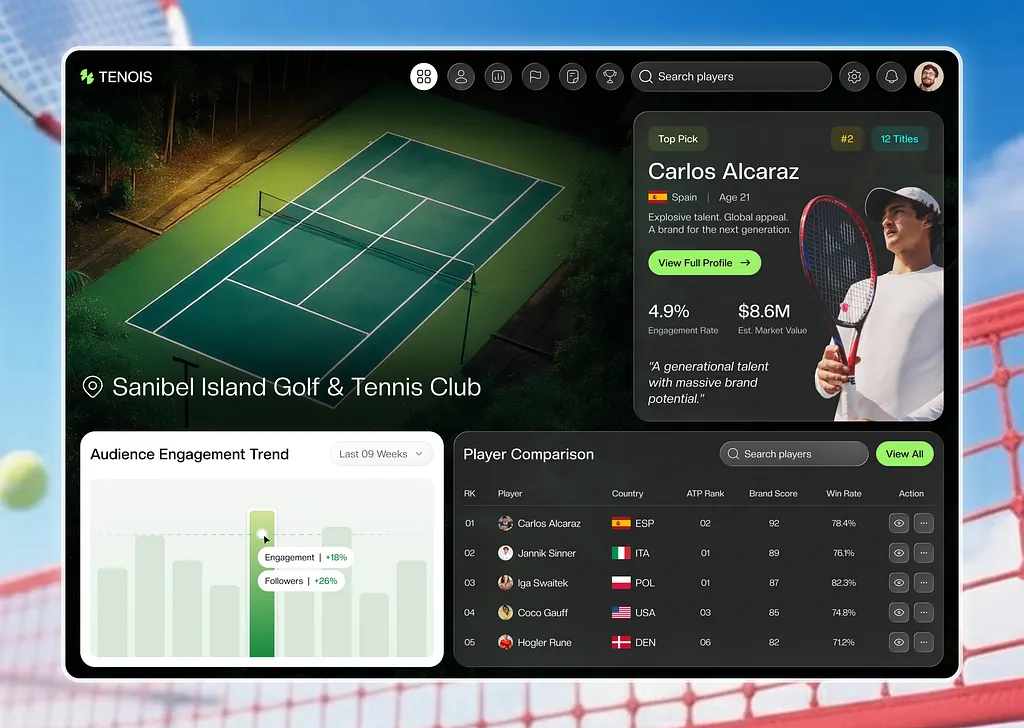 TENOIS
Search players
Top Pick
#2
12 Titles
Carlos Alcaraz
Spain | Age 21
Explosive talent. Global appeal.
A brand for the next generation.
View Full Profile →
4.9%
$8.6M
Engagement Rate
Est. Market Value
"A generational talent
with massive brand
potential."
Sanibel Island Golf & Tennis Club
Audience Engagement Trend
Last 09 Weeks
Engagement | +18%
Followers | +26%
Player Comparison
Search players
View All
RK Player Country ATP Rank Brand Score Win Rate Action
01 Carlos Alcaraz ESP 02 92 78.4%
02 Jannik Sinner ITA 01 89 76.1%
03 Iga Swaitek POL 01 87 82.3%
04 Coco Gauff USA 03 85 74.8%
05 Hogler Rune DEN 06 82 71.2%